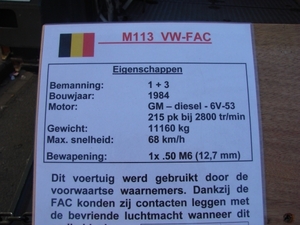 M113 VW-FAC
Eigenschappen
Bemanning: 1 + 3
Bouwjaar: 1984
Motor: GM – diesel - 6V-53
215 pk bij 2800 tr/min
Gewicht: 11160 kg
Max. snelheid: 68 km/h
Bewapening: 1x .50 M6 (12,7 mm)
Dit voertuig werd gebruikt door de
voorwaartse waarnemers. Dankzij de
FAC konden zij contacten leggen met
de bevriende luchtmacht wanneer dit